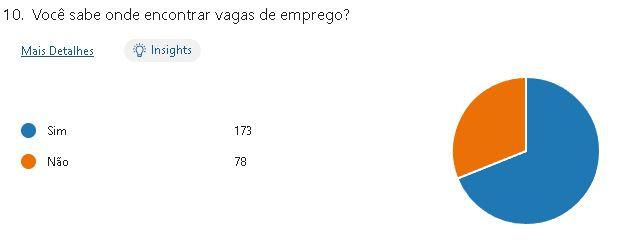 10. Você sabe onde encontrar vagas de emprego?
Mais Detalhes
Insights
Sim 173
Não 78